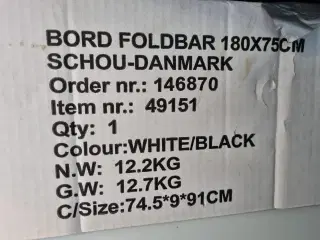 BORD FOLDBAR 180X75CM
SCHOU-DANMARK
Order nr.: 146870
Item nr.: 49151
Qty: 1
Colour:WHITE/BLACK
N.W: 12.2KG
G.W: 12.7KG
C/Size:74.5*9*91CM